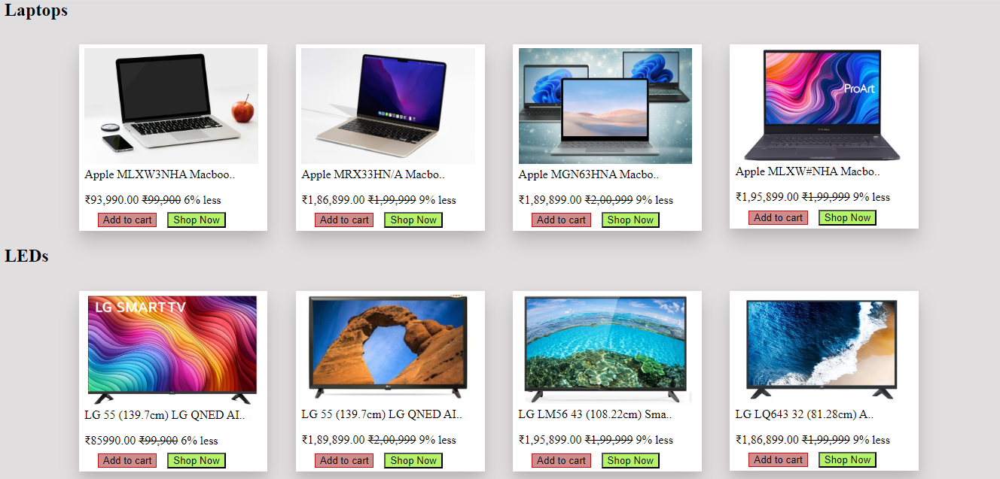 Laptops
ProArt
Apple MLXW3NHA Macboo..
₹93,990.00 ₹99,900 6% less
Add to cart Shop Now
Apple MRX33HN/A Macbo..
₹1,86,899.00 ₹1,99,999 9% less
Add to cart Shop Now
Apple MGN63HNA Macbo..
₹1,89,899.00 ₹2,00,999 9% less
Add to cart Shop Now
Apple MLXW#NHA Macbo..
₹1,95,899.00 ₹1,99,999 9% less
Add to cart Shop Now
LEDs
LG SMART TV
LG 55 (139.7cm) LG QNED AI..
₹85990.00 ₹99,900 6% less
Add to cart Shop Now
LG 55 (139.7cm) LG QNED AI..
₹1,89,899.00 ₹2,00,999 9% less
Add to cart Shop Now
LG LM56 43 (108.22cm) Sma..
₹1,95,899.00 ₹1,99,999 9% less
Add to cart Shop Now
LG LQ643 32 (81.28cm) A..
₹1,86,899.00 ₹1,99,999 9% less
Add to cart Shop Now